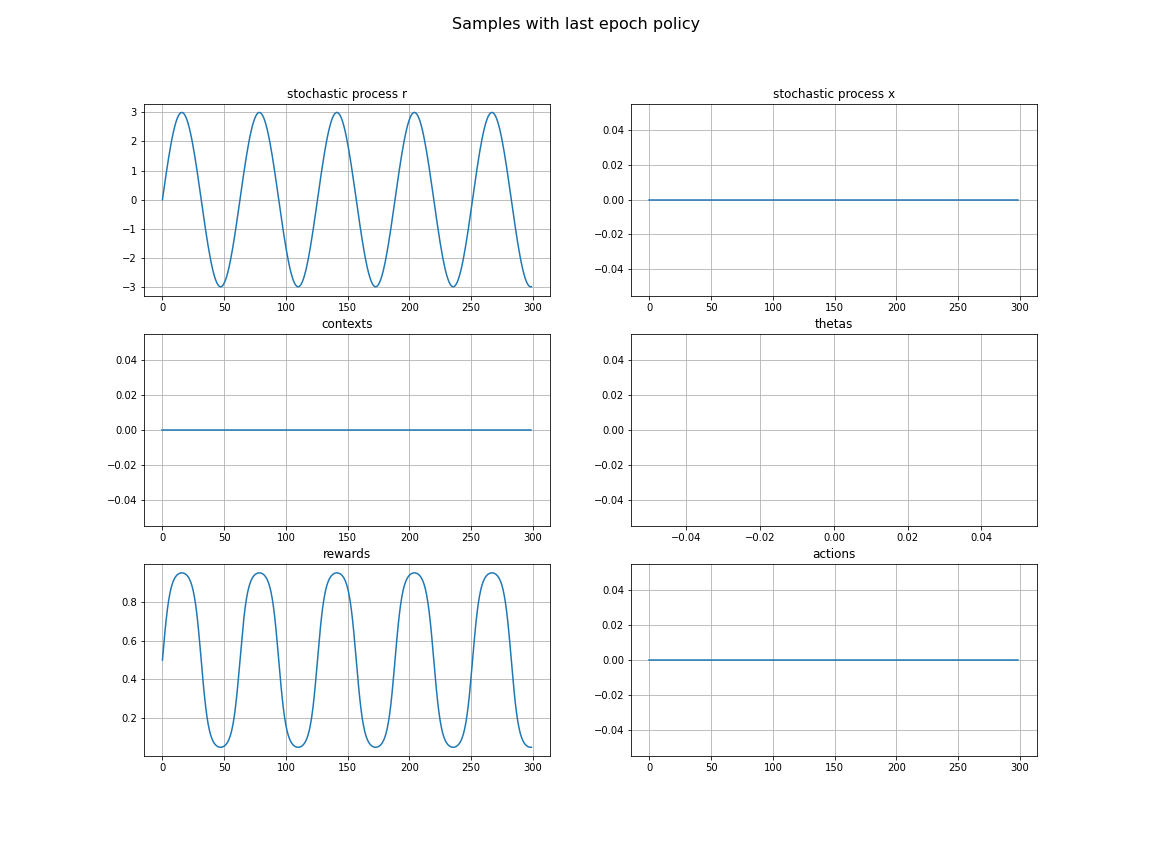 Samples with last epoch policy
stochastic process r
3
2
1
0
−1
−2
−3
0 50 100 150 200 250 300
stochastic process x
0.04
0.02
0.00
−0.02
−0.04
0 50 100 150 200 250 300
contexts
0.04
0.02
0.00
−0.02
−0.04
0 50 100 150 200 250 300
thetas
0.04
0.02
0.00
−0.02
−0.04
−0.04 −0.02 0.00 0.02 0.04
rewards
0.8
0.6
0.4
0.2
0 50 100 150 200 250 300
actions
0.04
0.02
0.00
−0.02
−0.04
0 50 100 150 200 250 300